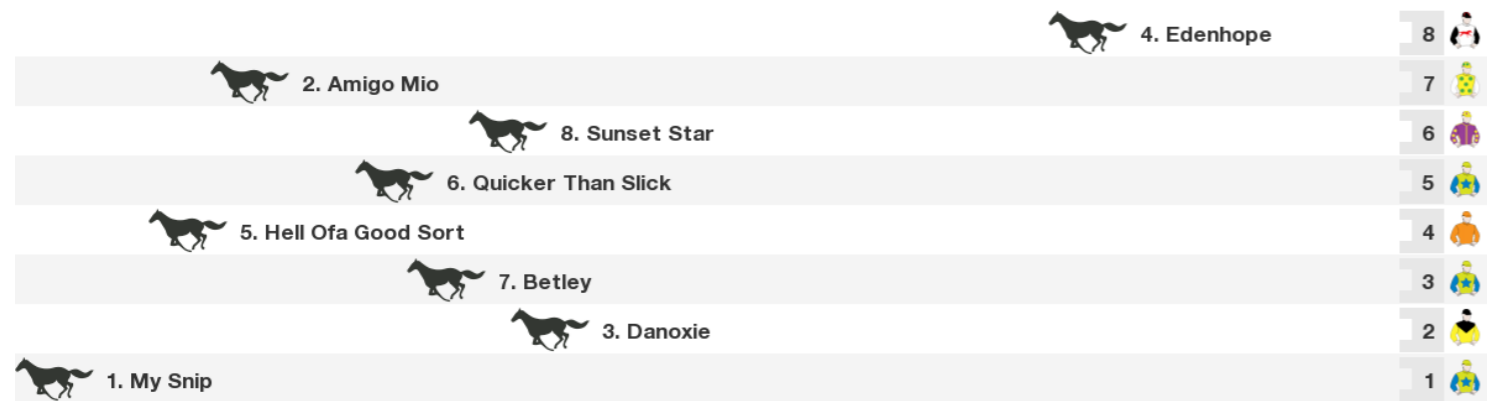 4. Edenhope 8
2. Amigo Mio 7
8. Sunset Star 6
6. Quicker Than Slick 5
5. Hell Ofa Good Sort 4
7. Betley 3
3. Danoxie 2
1. My Snip 1